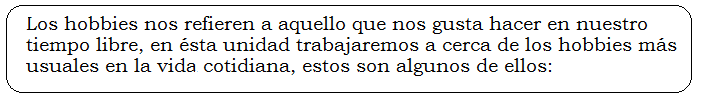 Los hobbies nos refieren a aquello que nos gusta hacer en nuestro
tiempo libre, en ésta unidad trabajaremos a cerca de los hobbies más
usuales en la vida cotidiana, estos son algunos de ellos: